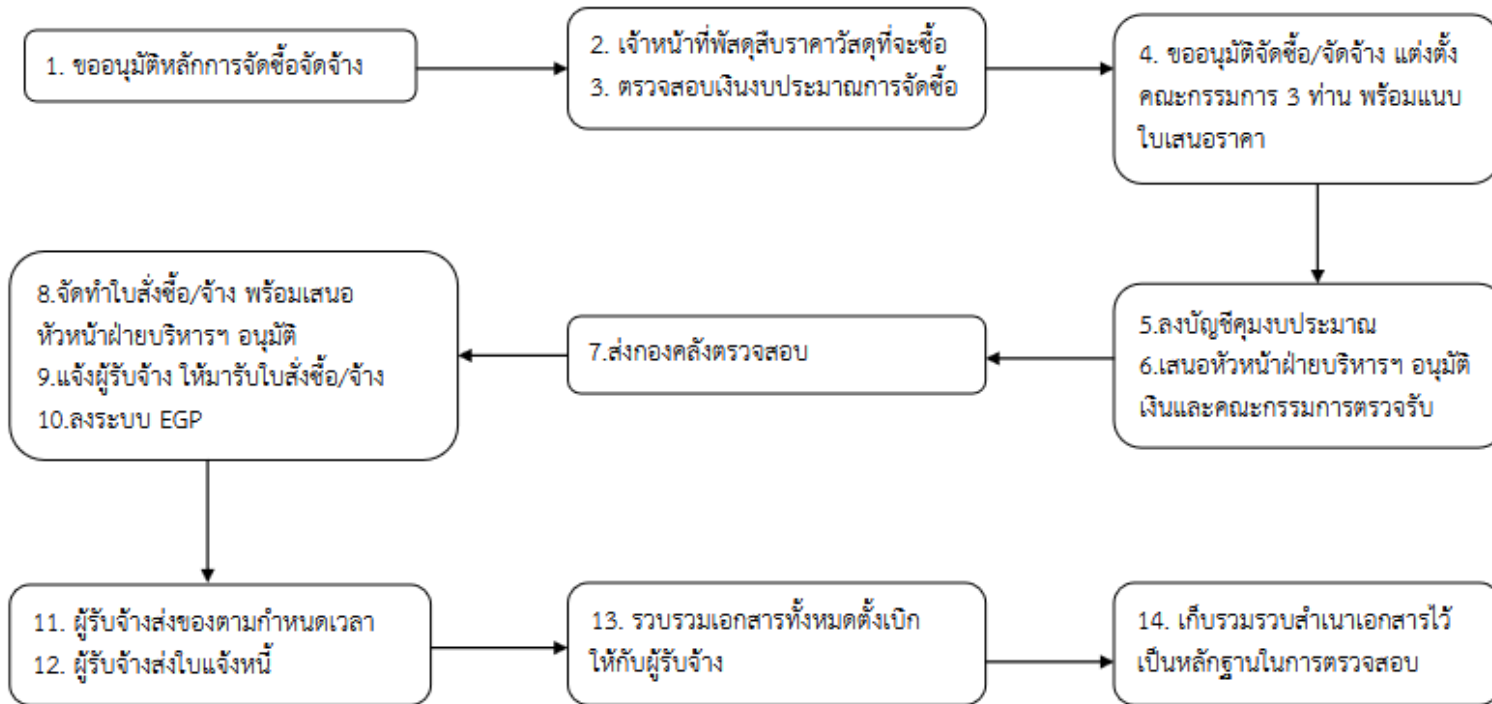 1. ขออนุมัติหลักการจัดซื้อจัดจ้าง
2. เจ้าหน้าที่พัสดุสืบราคาวัสดุที่จะซื้อ
3. ตรวจสอบเงินงบประมาณการจัดซื้อ
4. ขออนุมัติจัดซื้อ/จัดจ้าง แต่งตั้ง
คณะกรรมการ 3 ท่าน พร้อมแนบ
ใบเสนอราคา
5.ลงบัญชีคุมงบประมาณ
6.เสนอหัวหน้าฝ่ายบริหารฯ อนุมัติ
เงินและคณะกรรมการตรวจรับ
7.ส่งกองคลังตรวจสอบ
8.จัดทำใบสั่งซื้อ/จ้าง พร้อมเสนอ
หัวหน้าฝ่ายบริหารฯ อนุมัติ
9.แจ้งผู้รับจ้าง ให้มารับใบสั่งซื้อ/จ้าง
10.ลงระบบ EGP
11. ผู้รับจ้างส่งของตามกำหนดเวลา
12. ผู้รับจ้างส่งใบแจ้งหนี้
13. รวบรวมเอกสารทั้งหมดตั้งเบิก
ให้กับผู้รับจ้าง
14. เก็บรวมรวบสำเนาเอกสารไว้
เป็นหลักฐานในการตรวจสอบ